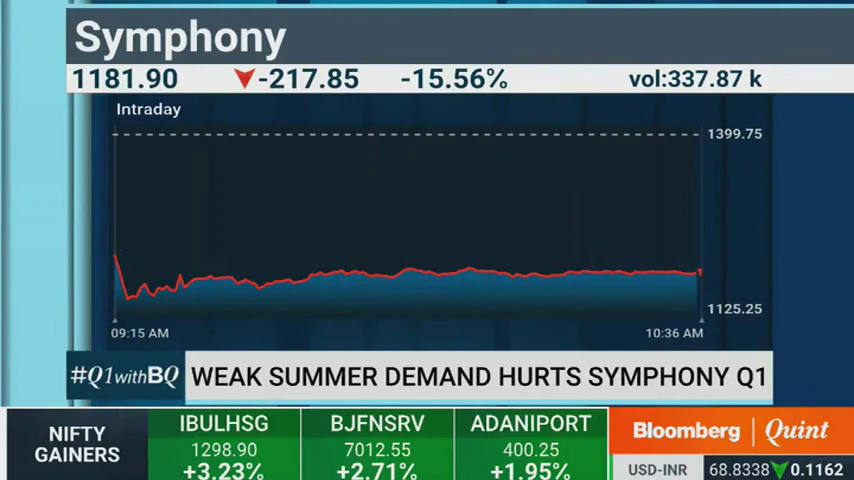 Symphony
1181.90 -217.85 -15.56% vol:337.87 k
Intraday
1399.75
1125.25
09:15 AM 10:36 AM
#Q1withBQ WEAK SUMMER DEMAND HURTS SYMPHONY Q1
NIFTY GAINERS
IBULHSG
1298.90
+3.23%
BJFNSRV
7012.55
+2.71%
ADANIPORT
400.25
+1.95%
Bloomberg | Quint
USD-INR 68.8338 0.1162